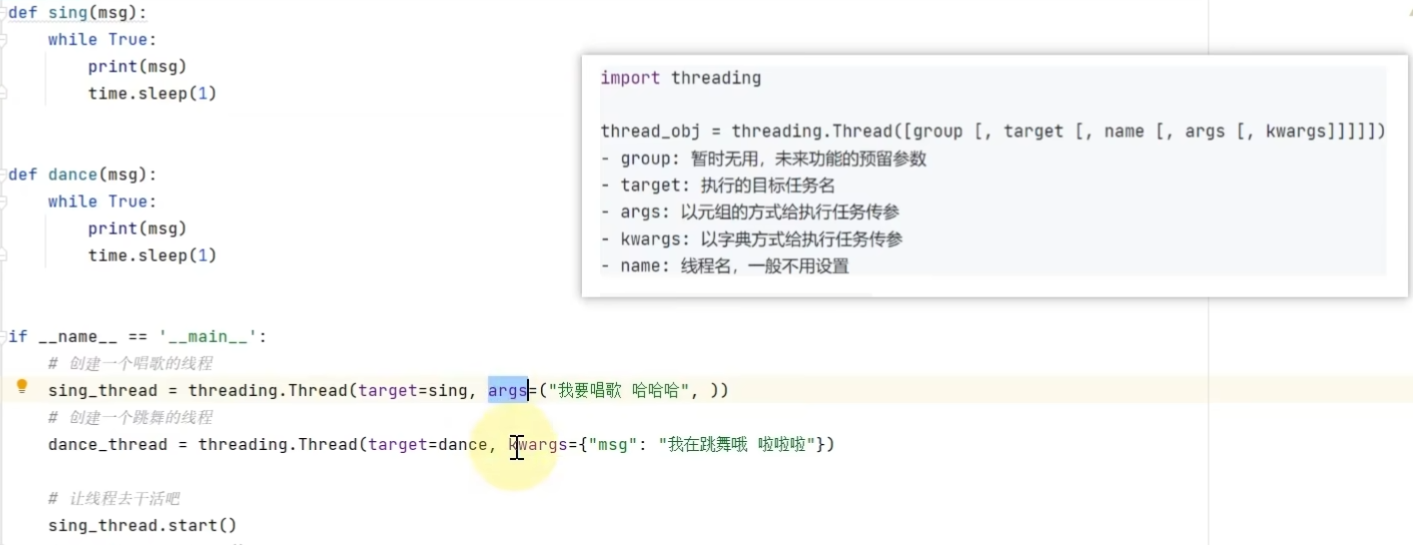 def sing(msg):
while True:
print(msg)
time.sleep(1)
def dance(msg):
while True:
print(msg)
time.sleep(1)
import threading
thread_obj = threading.Thread([group [, target [, name [, args [, kwargs]]]]])
- group: 暂时无用，未来功能的预留参数
- target: 执行的目标任务名
- args: 以元组的方式给执行任务传参
- kwargs: 以字典方式给执行任务传参
- name: 线程名，一般不用设置
if __name__ == '__main__':
# 创建一个唱歌的线程
sing_thread = threading.Thread(target=sing, args=("我要唱歌 哈哈哈", ))
# 创建一个跳舞的线程
dance_thread = threading.Thread(target=dance, kwargs={"msg": "我在跳舞哦 啦啦啦"})
# 让线程去干活吧
sing_thread.start()